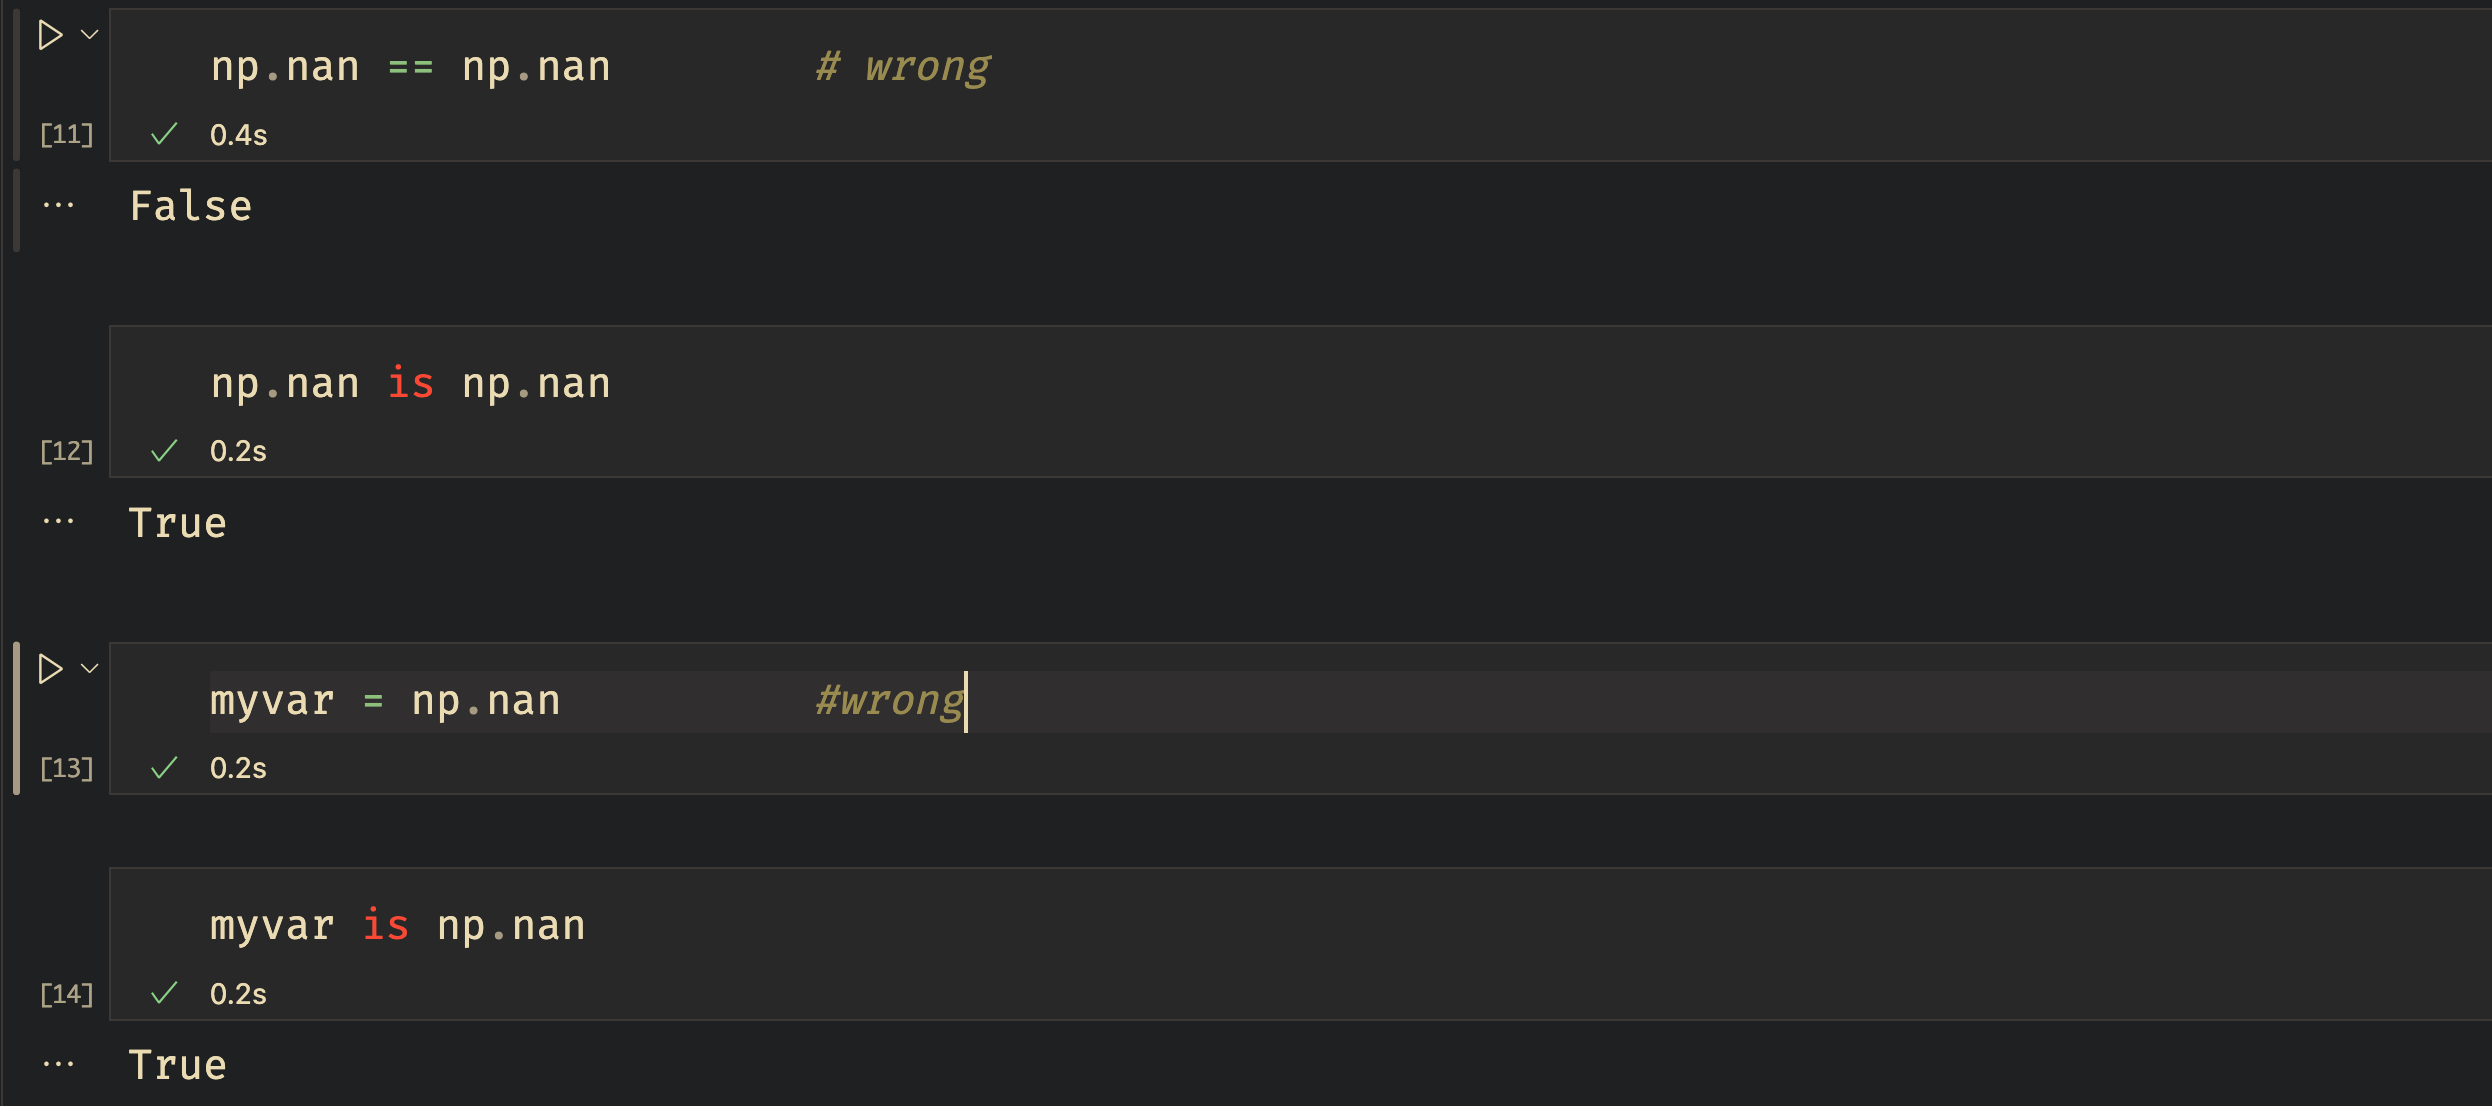 np.nan == np.nan # wrong
[11] ✓ 0.4s
... False
np.nan is np.nan
[12] ✓ 0.2s
... True
myvar = np.nan #wrong
[13] ✓ 0.2s
myvar is np.nan
[14] ✓ 0.2s
... True